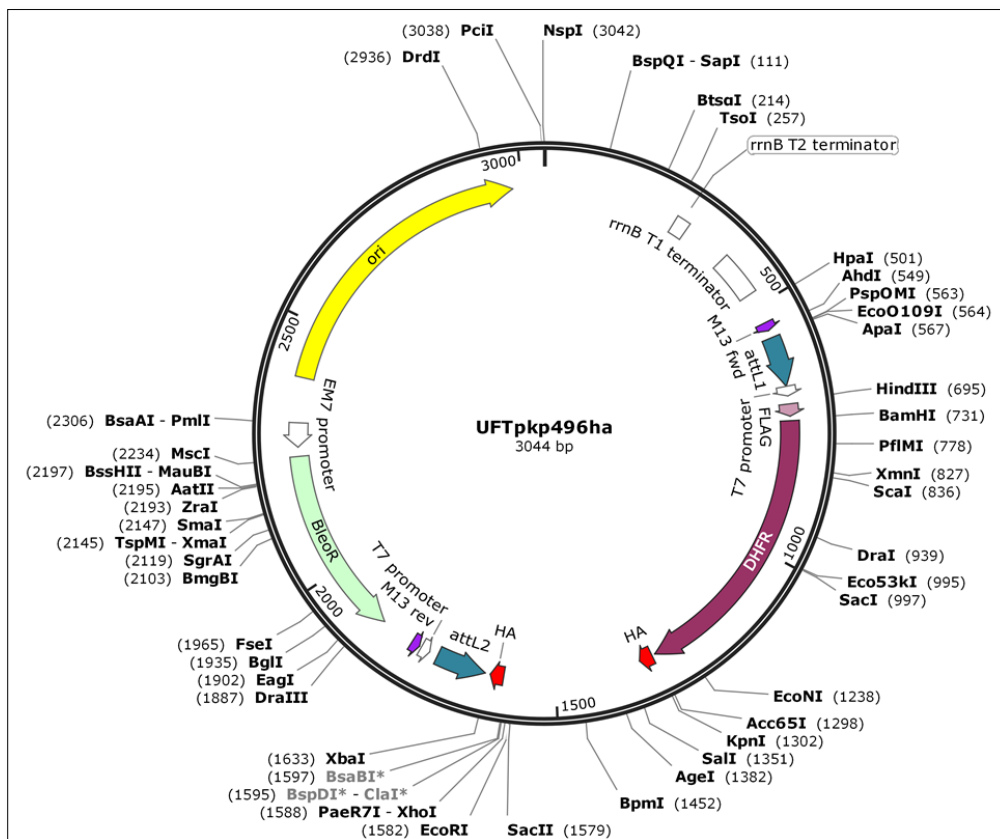 (3038) PciI
NspI (3042)
(2936) DrdI
BspQI - SapI (111)
BtsαI (214)
TsoI (257)
rrnB T2 terminator
3000
ori
rrnB T1 terminator
500
HpaI (501)
AhdI (549)
PspOMI (563)
EcoO109I (564)
ApaI (567)
M13 fwd
attL1
2500
HindIII (695)
BamHI (731)
PflMI (778)
XmnI (827)
ScaI (836)
FLAG
T7 promoter
EM7 promoter
UFTpkp496ha
3044 bp
(2306) BsaAI - PmlI
(2234) MscI
(2197) BssHII - MauBI
(2195) AatII
(2193) ZraI
(2147) SmaI
(2145) TspMI - XmaI
(2119) SgrAI
(2103) BmgBI
BleoR
DHFR
1000
DraI (939)
Eco53kI (995)
SacI (997)
T7 promoter
M13 rev
2000
attL2
HA
HA
(1965) FseI
(1935) BglI
(1902) EagI
(1887) DraIII
EcoNI (1238)
Acc65I (1298)
KpnI (1302)
SalI (1351)
AgeI (1382)
BpmI (1452)
1500
(1633) XbaI
(1597) BsaBI*
(1595) BspDI* - ClaI*
(1588) PaeR7I - XhoI
(1582) EcoRI
SacII (1579)